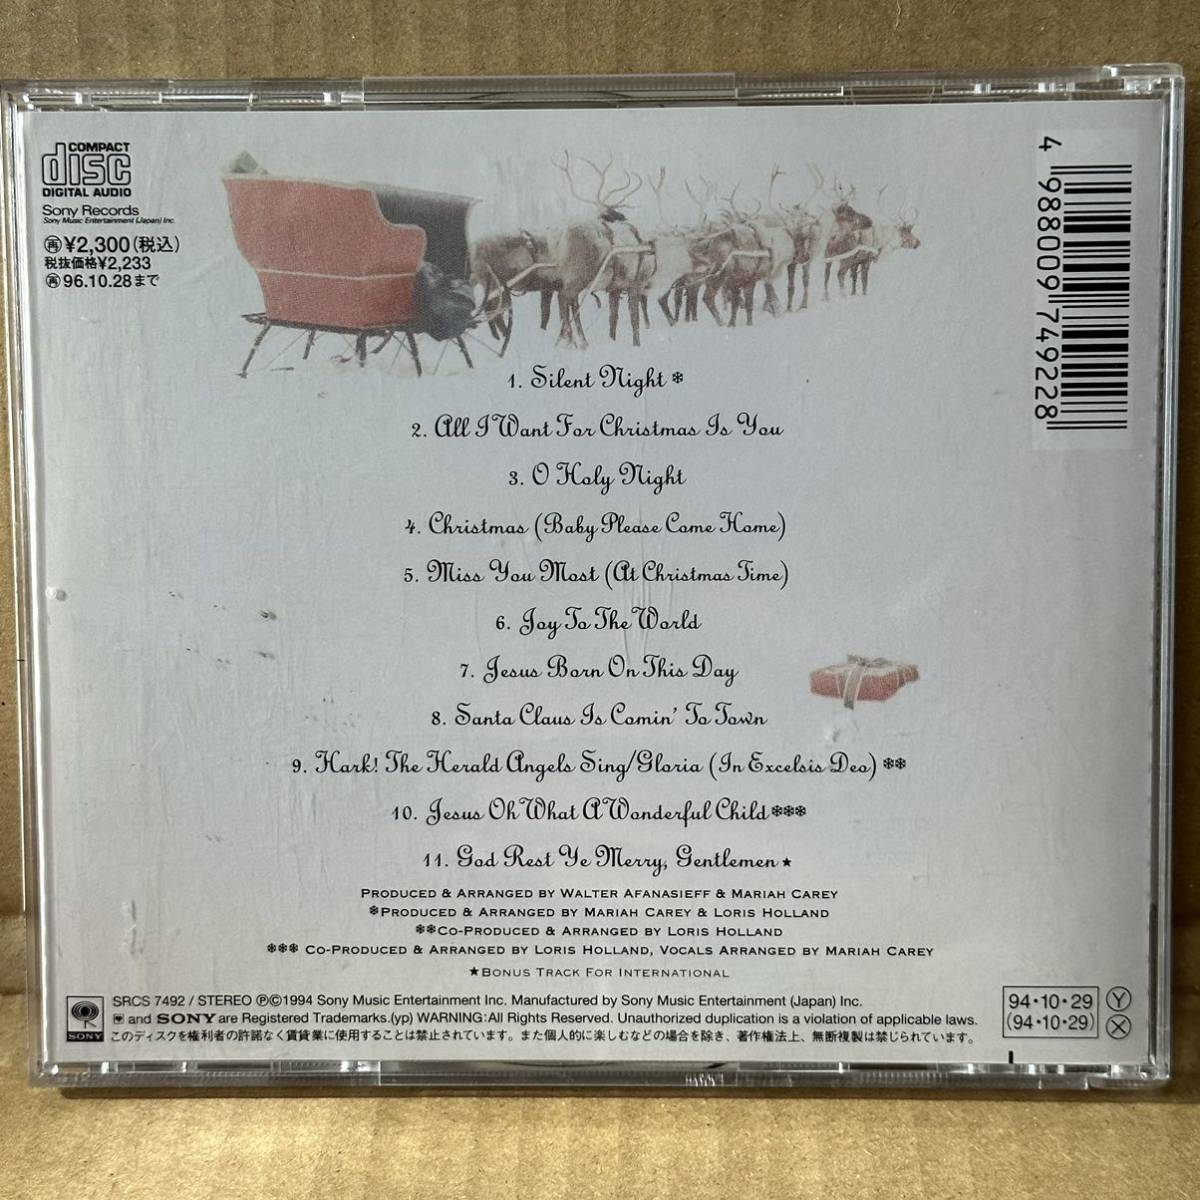 COMPACT
disc
DIGITAL AUDIO
Sony Records
Sony Music Entertainment (Japan) Inc.
再¥2,300(税込)
税抜価格¥2,233
再96.10.28まで
4 988009 749228
1. Silent Night ❄
2. All I Want For Christmas Is You
3. O Holy Night
4. Christmas (Baby Please Come Home)
5. Miss You Most (At Christmas Time)
6. Joy To The World
7. Jesus Born On This Day
8. Santa Claus Is Comin' To Town
9. Hark! The Herald Angels Sing/Gloria (In Excelsis Deo) ❄❄
10. Jesus Oh What A Wonderful Child ❄❄❄
11. God Rest Ye Merry, Gentlemen ★
PRODUCED & ARRANGED BY WALTER AFANASIEFF & MARIAH CAREY
❄PRODUCED & ARRANGED BY MARIAH CAREY & LORIS HOLLAND
❄❄CO-PRODUCED & ARRANGED BY LORIS HOLLAND
❄❄❄ CO-PRODUCED & ARRANGED BY LORIS HOLLAND, VOCALS ARRANGED BY MARIAH CAREY
★BONUS TRACK FOR INTERNATIONAL
SONY
SRCS 7492 / STEREO ℗©1994 Sony Music Entertainment Inc. Manufactured by Sony Music Entertainment (Japan) Inc.
and SONY are Registered Trademarks.(yp) WARNING:All Rights Reserved. Unauthorized duplication is a violation of applicable laws.
このディスクを権利者の許諾なく賃貸業に使用することは禁止されています。また個人的に楽しむなどの場合を除き、著作権法上、無断複製は禁じられています。
94・10・29
(94・10・29)
Ⓨ
Ⓧ